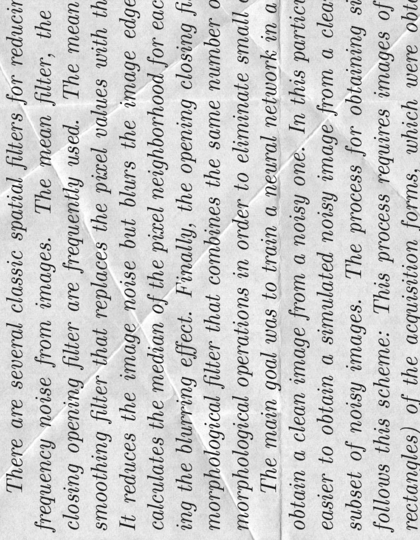 There are several classic spatial filters for reducin
frequency noise from images. The mean filter, the
closing opening filter are frequently used. The mean
smoothing filter that replaces the pixel values with th
It reduces the image noise but blurs the image edge
calculates the median of the pixel neighborhood for eac
ing the blurring effect. Finally, the opening closing fi
morphological filter that combines the same number o
morphological operations in order to eliminate small
The main goal was to train a neural network in a
obtain a clean image from a noisy one. In this partic
easier to obtain a simulated noisy image from a clea
subset of noisy images. The process for obtaining si
follows this scheme: This process requires images of
rectangles) of the acquisition forms, which were obt